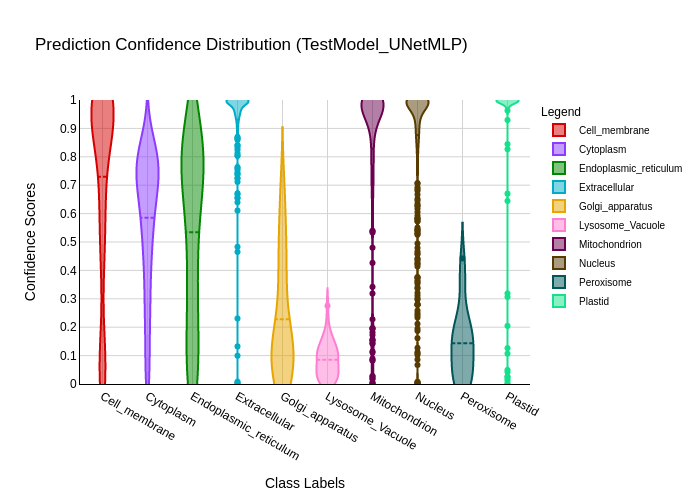 Prediction Confidence Distribution (TestModel_UNetMLP)
Legend
Cell_membrane
Cytoplasm
Endoplasmic_reticulum
Extracellular
Golgi_apparatus
Lysosome_Vacuole
Mitochondrion
Nucleus
Peroxisome
Plastid
Confidence Scores
1
0.9
0.8
0.7
0.6
0.5
0.4
0.3
0.2
0.1
0
Cell_membrane
Cytoplasm
Endoplasmic_reticulum
Extracellular
Golgi_apparatus
Lysosome_Vacuole
Mitochondrion
Nucleus
Peroxisome
Plastid
Class Labels